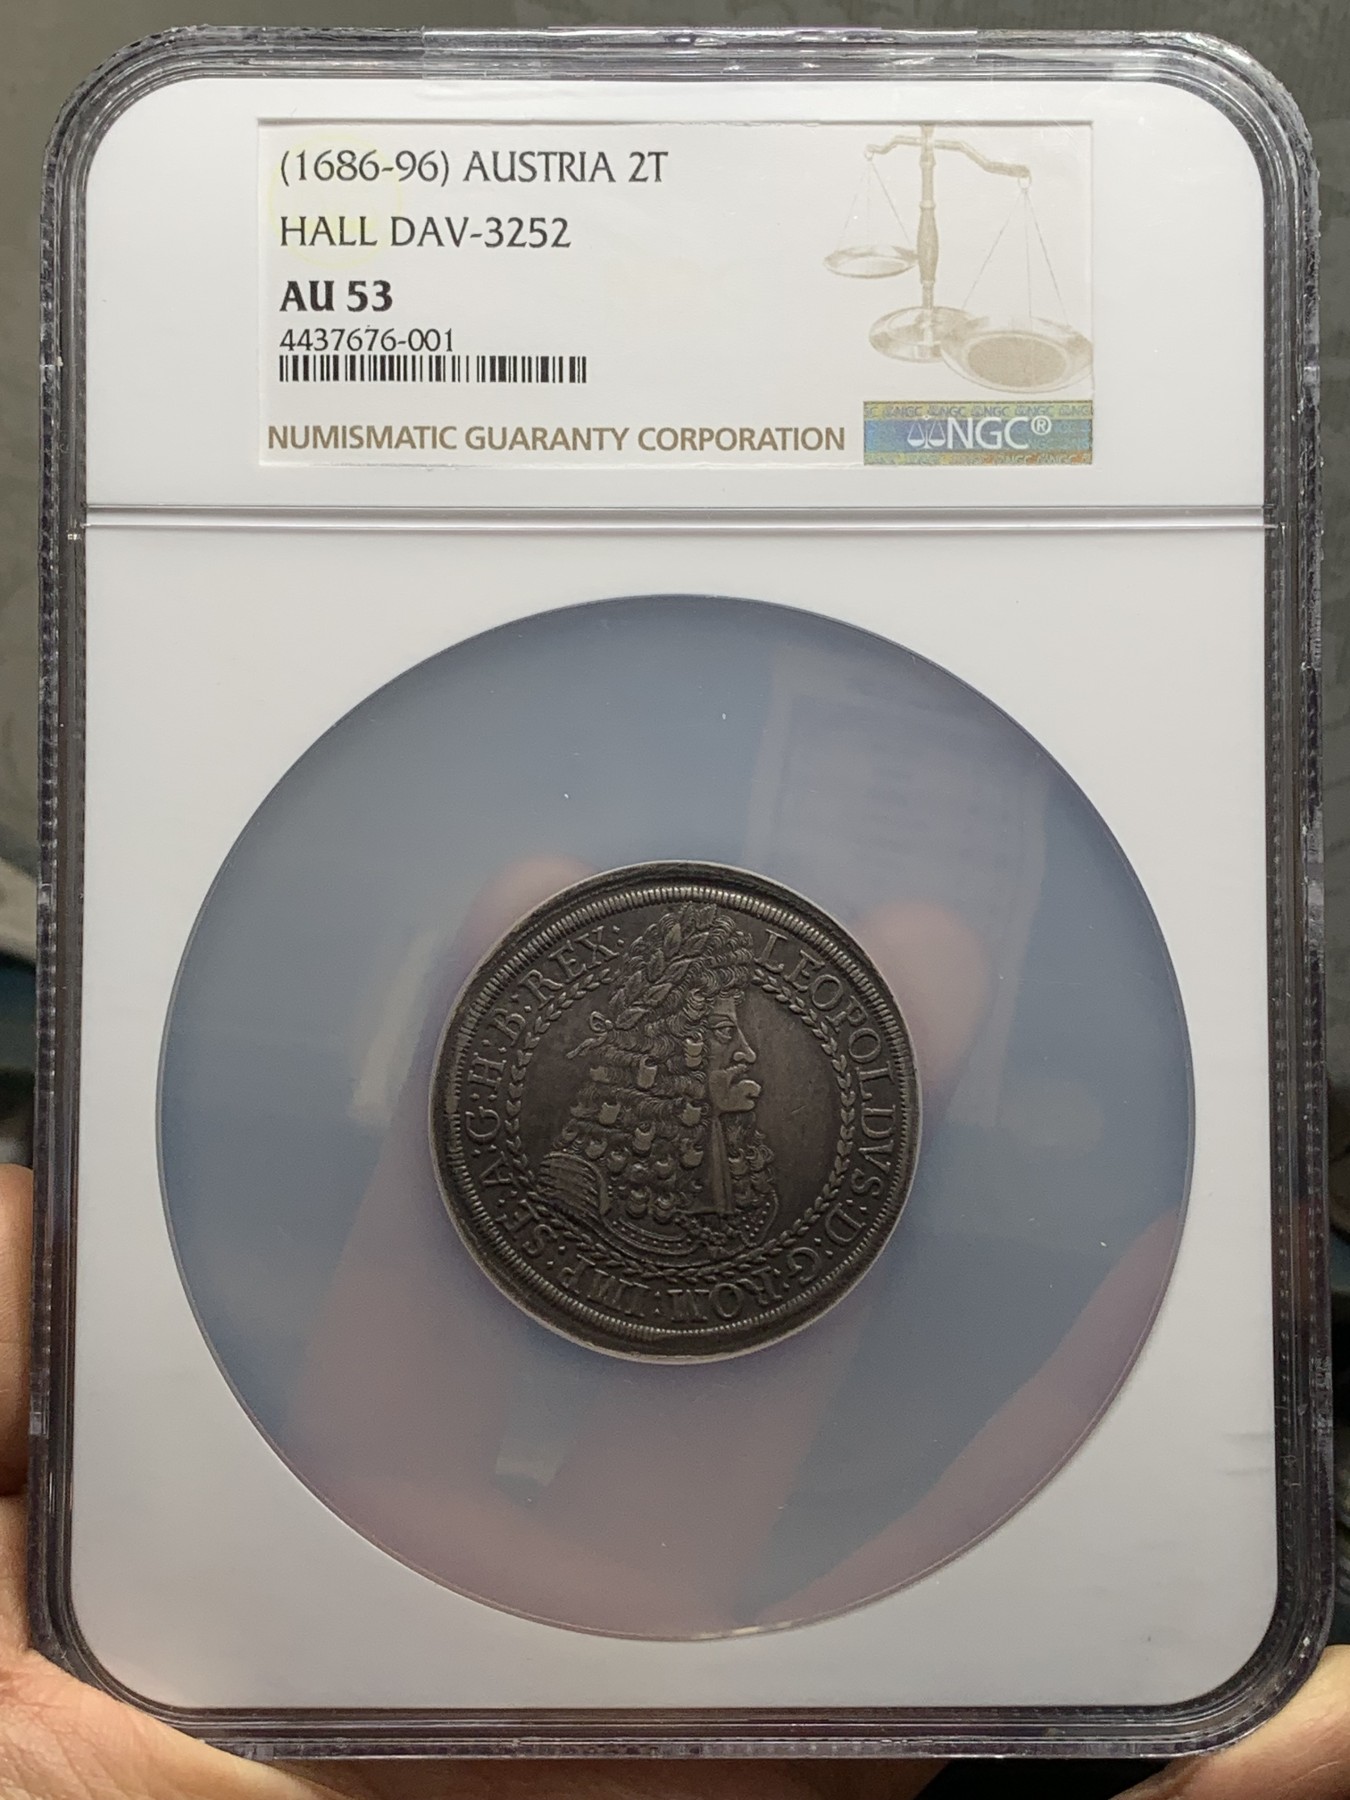 (1686-96) AUSTRIA 2T
HALL DAV-3252
AU 53
4437676-001
NUMISMATIC GUARANTY CORPORATION
NGC®
LEOPOLDVS·D:G·ROM:IMP·SE·A·G·H:B:REX: